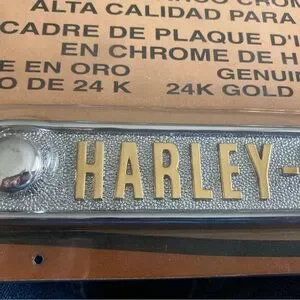 ALTA CALIDAD PARA
CADRE DE PLAQUE D'I
EN CHROME DE H
E EN ORO GENUI
O DE 24 K 24K GOLD
HARLEY-